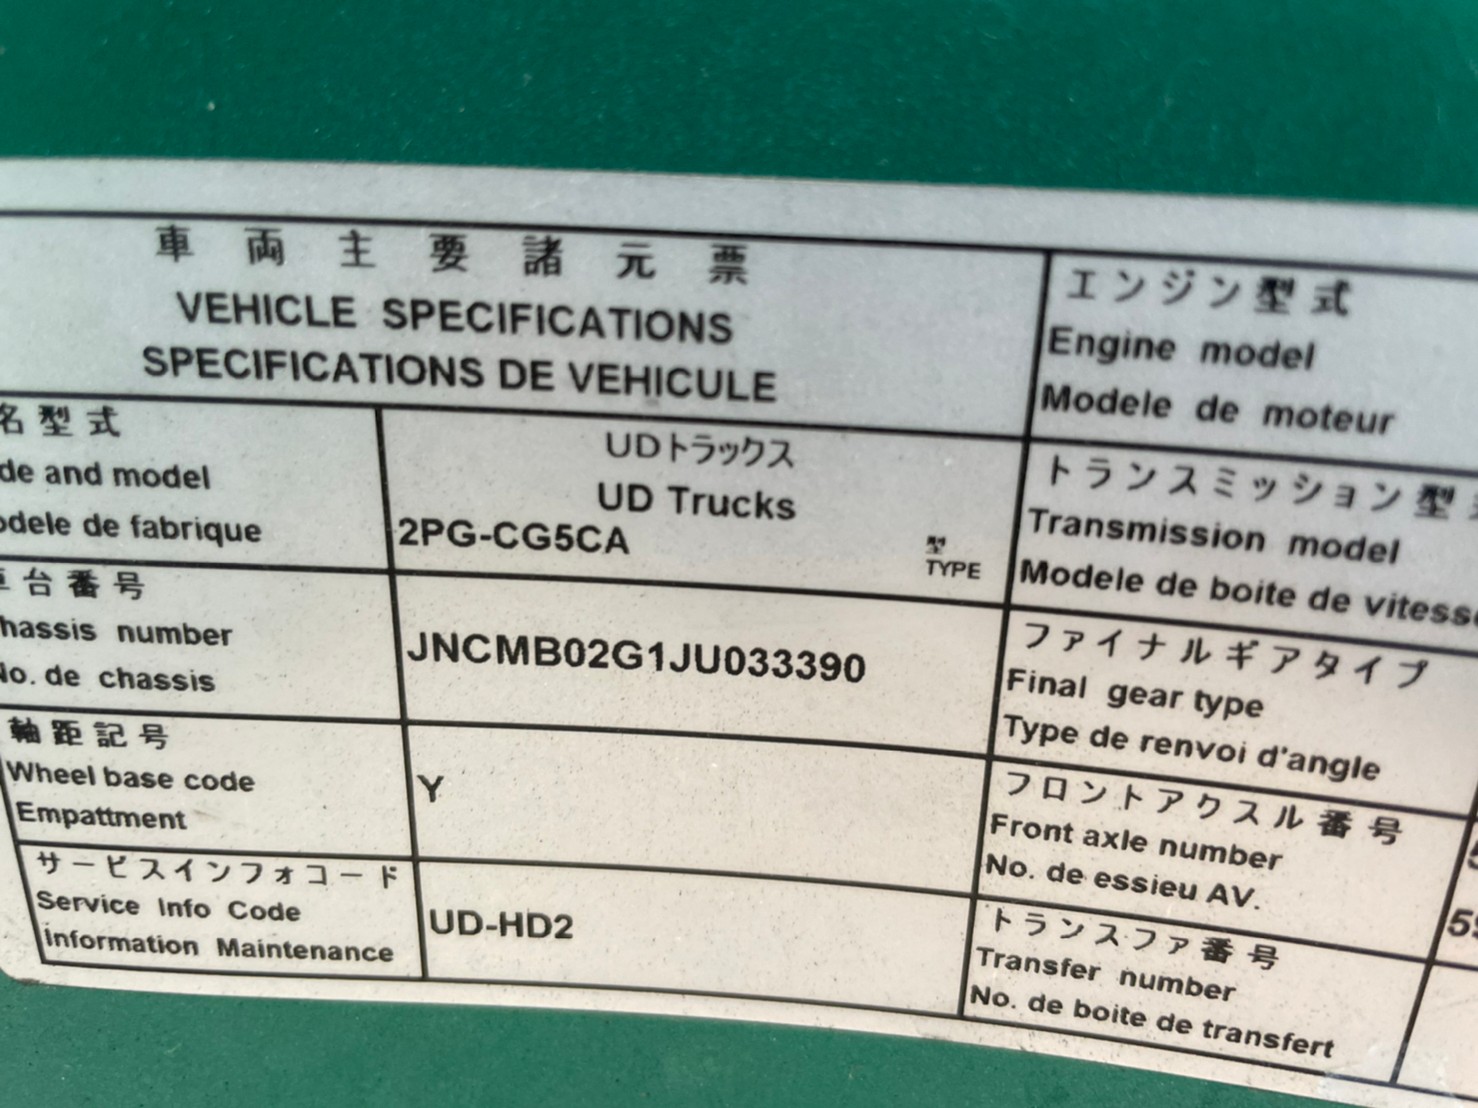 車両主要諸元票
VEHICLE SPECIFICATIONS
SPECIFICATIONS DE VEHICULE
名型式
and model
de fabrique
UDトラックス
UD Trucks
2PG-CG5CA
型
TYPE
台番号
number
No. de chassis
JNCMB02G1JU033390
軸距記号
Wheel base code
Empattment
Y
サービスインフォコード
Service Info Code
Information Maintenance
UD-HD2
エンジン型式
Engine model
Modele de moteur
トランスミッション型
Transmission model
Modele de boite de
ファイナルギアタイプ
Final gear type
Type de renvoi d'angle
フロントアクスル番号
Front axle number
No. de essieu AV.
トランスファ番号
Transfer number
No. de boite de transfert